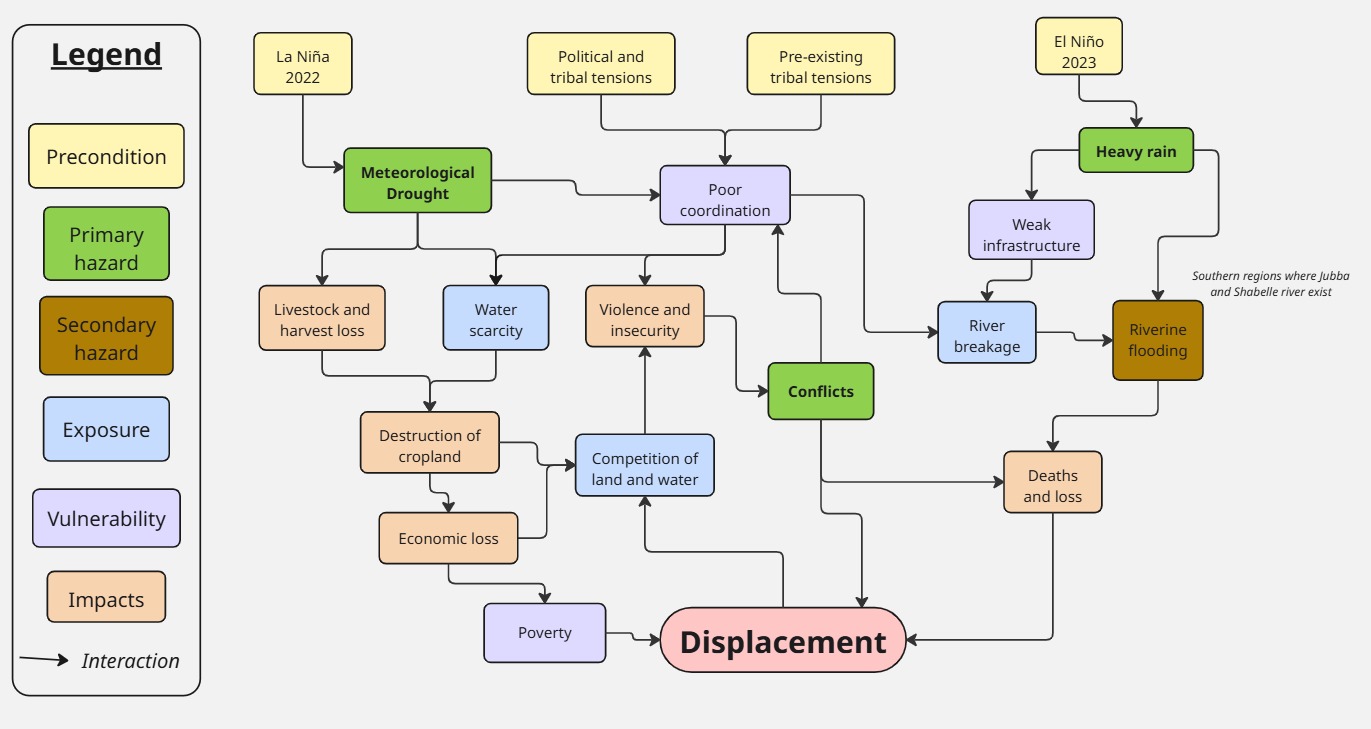 Legend
Precondition
Primary
hazard
Secondary
hazard
Exposure
Vulnerability
Impacts
Interaction
La Niña
2022
Political and
tribal tensions
Pre-existing
tribal tensions
El Niño
2023
Meteorological
Drought
Poor
coordination
Heavy rain
Weak
infrastructure
Southern regions where Jubba
and Shabelle river exist
Livestock and
harvest loss
Water
scarcity
Violence and
insecurity
River
breakage
Riverine
flooding
Conflicts
Destruction of
cropland
Competition of
land and water
Deaths
and loss
Economic loss
Poverty
Displacement